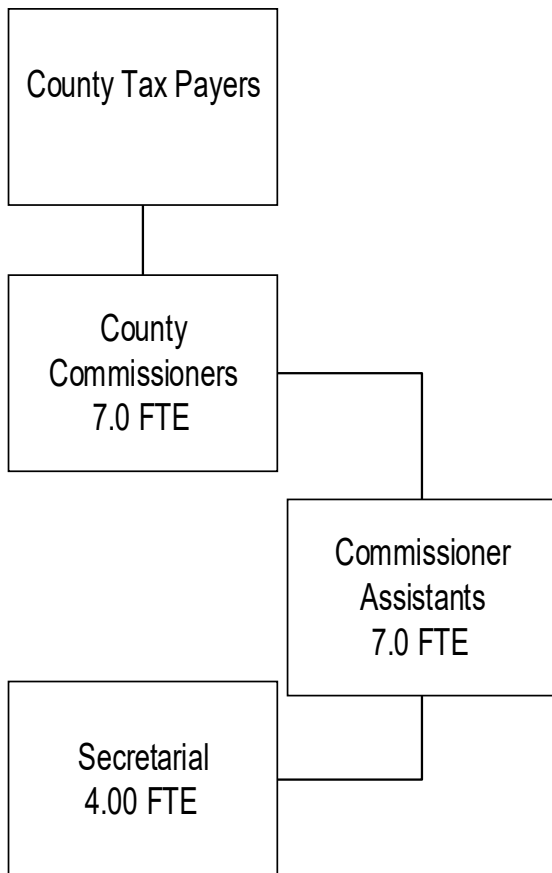 County Tax Payers
County
Commissioners
7.0 FTE
Commissioner
Assistants
7.0 FTE
Secretarial
4.00 FTE